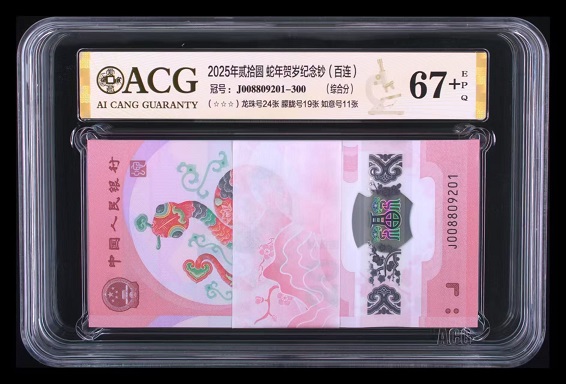 ACG
AI CANG GUARANTY
2025年贰拾圆 蛇年贺岁纪念钞（百连）
冠号：J008809201-300 （综合分）
（☆☆☆）龙珠号24张 朦胧号19张 如意号11张
67+
EPQ
中国人民银行
J008809201
ACG